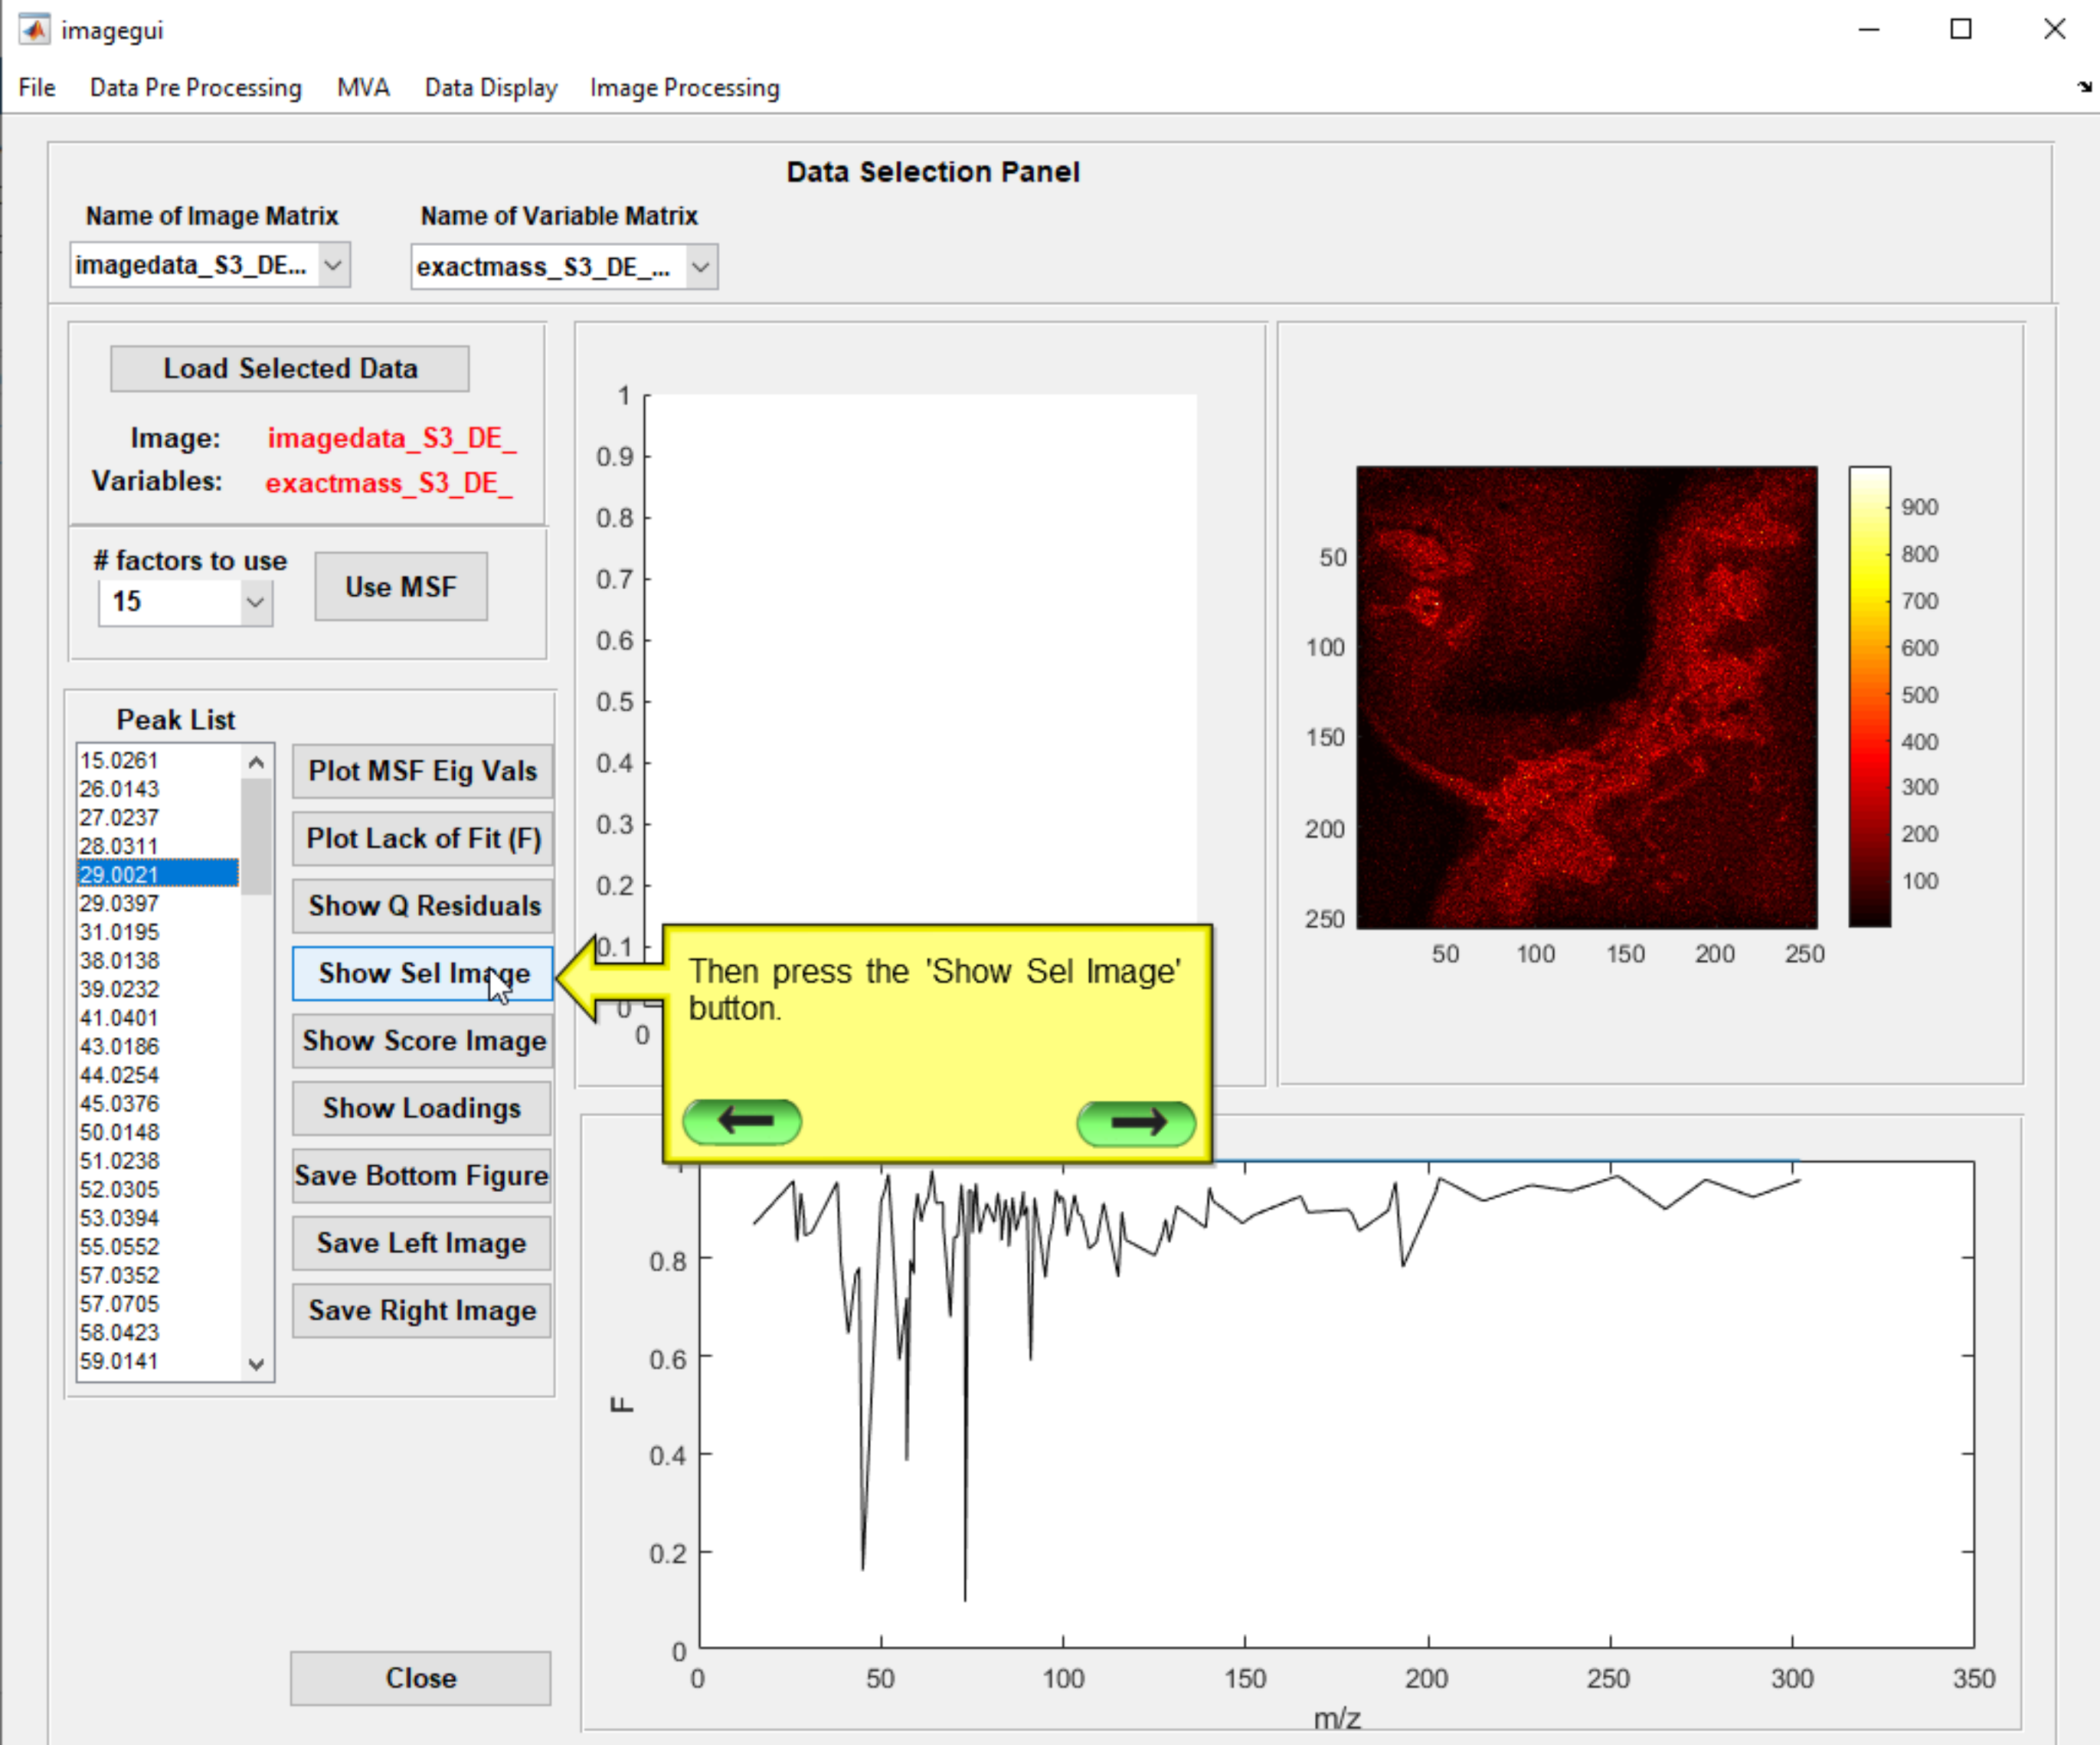 imagegui
File Data Pre Processing MVA Data Display Image Processing
Data Selection Panel
Name of Image Matrix Name of Variable Matrix
imagedata_S3_DE... exactmass_S3_DE_...
Load Selected Data
Image: imagedata_S3_DE_
Variables: exactmass_S3_DE_
# factors to use
15
Use MSF
Peak List
15.0261
26.0143
27.0237
28.0311
29.0021
29.0397
31.0195
38.0138
39.0232
41.0401
43.0186
44.0254
45.0376
50.0148
51.0238
52.0305
53.0394
55.0552
57.0352
57.0705
58.0423
59.0141
Plot MSF Eig Vals
Plot Lack of Fit (F)
Show Q Residuals
Show Sel Image
Show Score Image
Show Loadings
Save Bottom Figure
Save Left Image
Save Right Image
Close
1
0.9
0.8
0.7
0.6
0.5
0.4
0.3
0.2
0.1
0
0
Then press the 'Show Sel Image'
button.
50
100
150
200
250
50 100 150 200 250
900
800
700
600
500
400
300
200
100
0.8
0.6
0.4
0.2
0
F
0 50 100 150 200 250 300 350
m/z